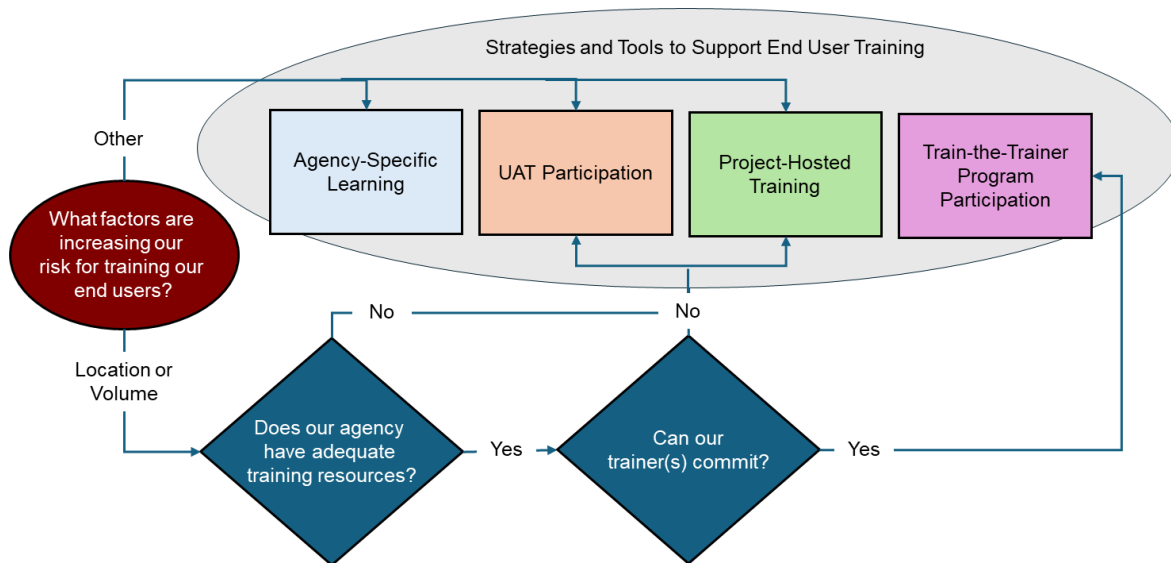 Strategies and Tools to Support End User Training
Other
Agency-Specific
Learning
UAT Participation
Project-Hosted
Training
Train-the-Trainer
Program
Participation
What factors are
increasing our
risk for training our
end users?
No
No
Location or
Volume
Does our agency
have adequate
training resources?
Yes
Can our
trainer(s) commit?
Yes